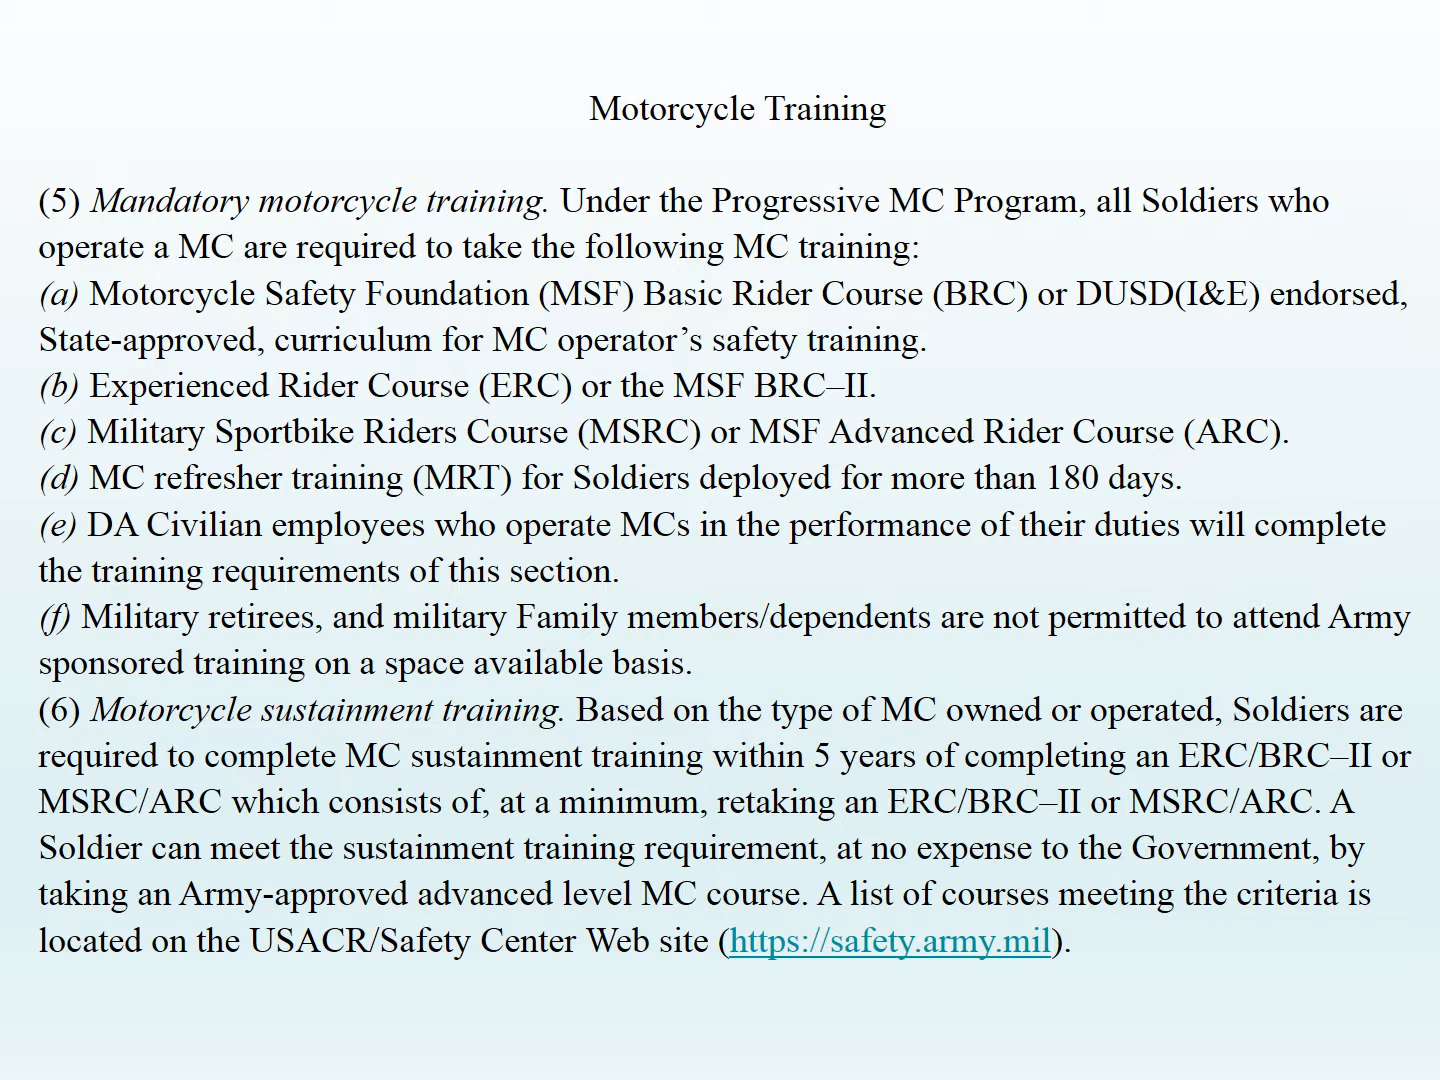 Motorcycle Training
(5) Mandatory motorcycle training. Under the Progressive MC Program, all Soldiers who
operate a MC are required to take the following MC training:
(a) Motorcycle Safety Foundation (MSF) Basic Rider Course (BRC) or DUSD(I&E) endorsed,
State-approved, curriculum for MC operator’s safety training.
(b) Experienced Rider Course (ERC) or the MSF BRC–II.
(c) Military Sportbike Riders Course (MSRC) or MSF Advanced Rider Course (ARC).
(d) MC refresher training (MRT) for Soldiers deployed for more than 180 days.
(e) DA Civilian employees who operate MCs in the performance of their duties will complete
the training requirements of this section.
(f) Military retirees, and military Family members/dependents are not permitted to attend Army
sponsored training on a space available basis.
(6) Motorcycle sustainment training. Based on the type of MC owned or operated, Soldiers are
required to complete MC sustainment training within 5 years of completing an ERC/BRC–II or
MSRC/ARC which consists of, at a minimum, retaking an ERC/BRC–II or MSRC/ARC. A
Soldier can meet the sustainment training requirement, at no expense to the Government, by
taking an Army-approved advanced level MC course. A list of courses meeting the criteria is
located on the USACR/Safety Center Web site (https://safety.army.mil).